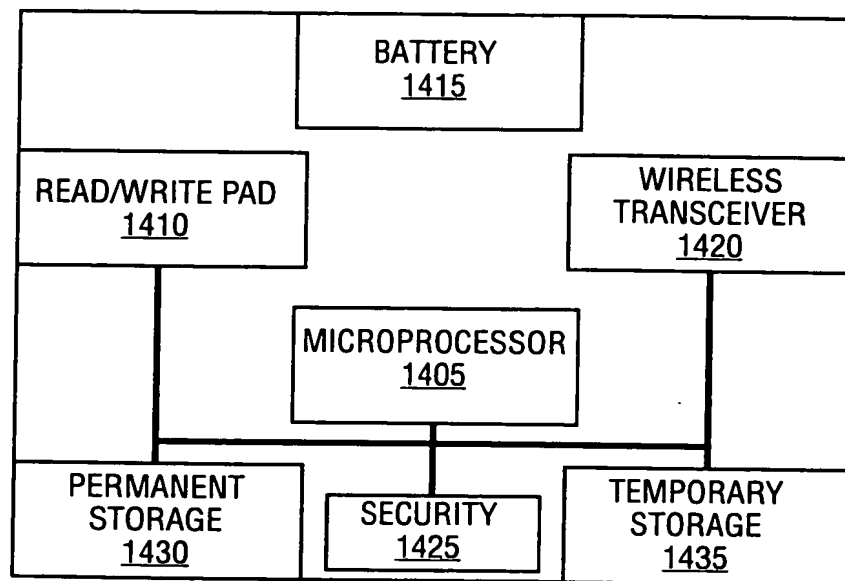 BATTERY
1415
READ/WRITE PAD
1410
WIRELESS
TRANSCEIVER
1420
MICROPROCESSOR
1405
PERMANENT
STORAGE
1430
SECURITY
1425
TEMPORARY
STORAGE
1435